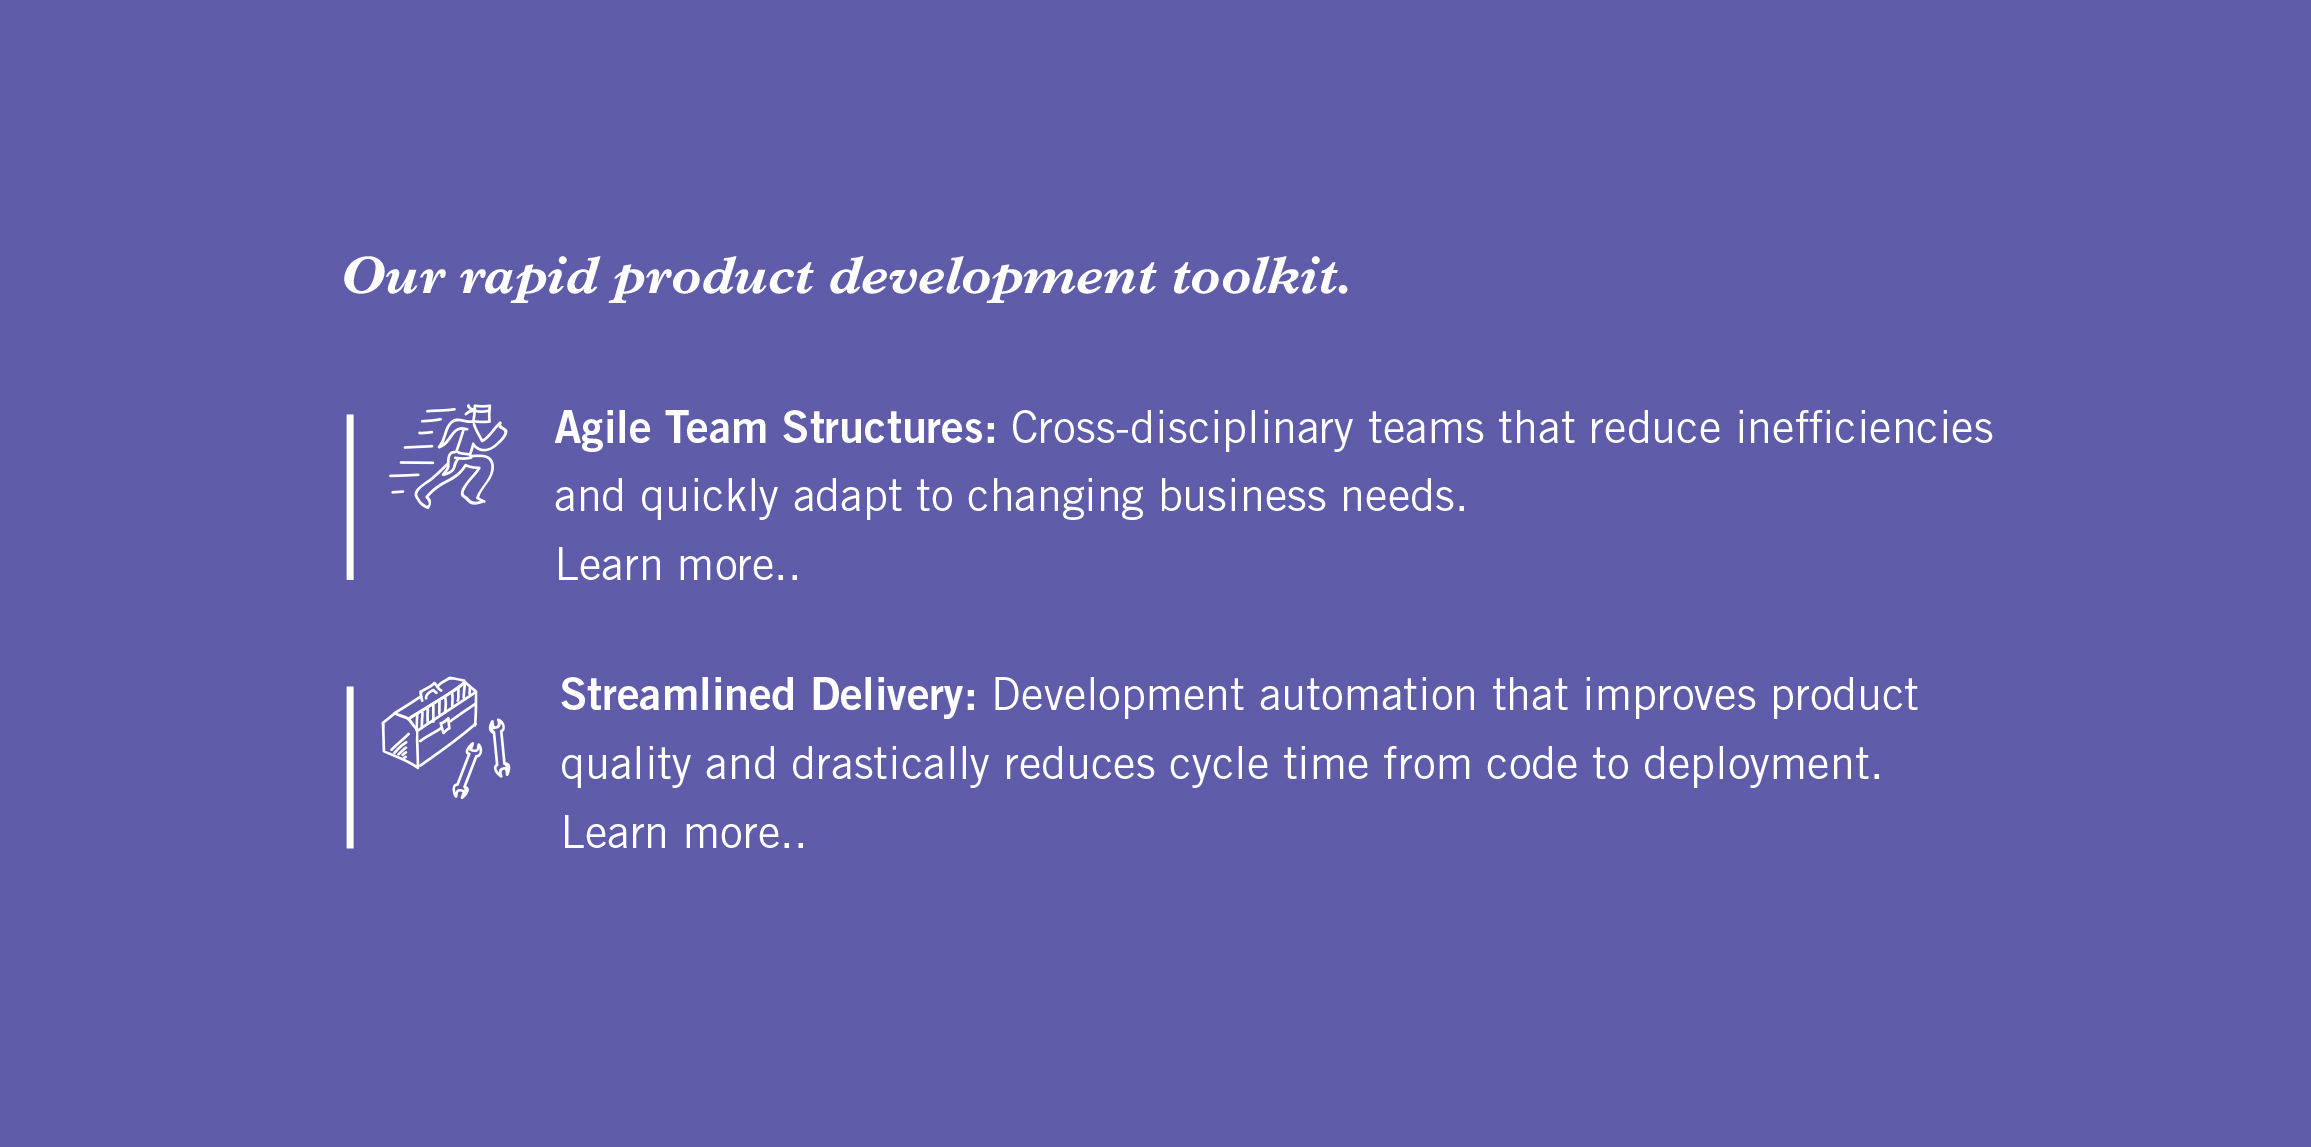 Our rapid product development toolkit.
Agile Team Structures: Cross-disciplinary teams that reduce inefficiencies
and quickly adapt to changing business needs.
Learn more..
Streamlined Delivery: Development automation that improves product
quality and drastically reduces cycle time from code to deployment.
Learn more..